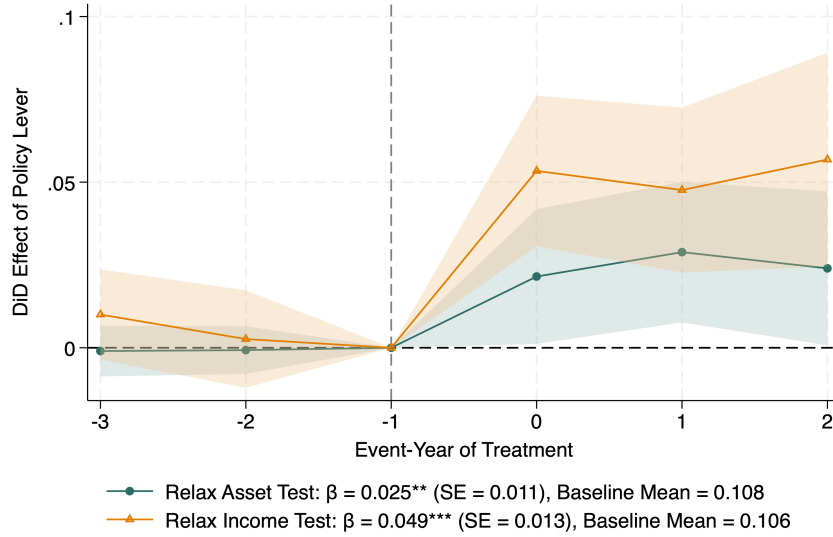 .1
.05
0
DiD Effect of Policy Lever
-3 -2 -1 0 1 2
Event-Year of Treatment
Relax Asset Test: β = 0.025** (SE = 0.011), Baseline Mean = 0.108
Relax Income Test: β = 0.049*** (SE = 0.013), Baseline Mean = 0.106